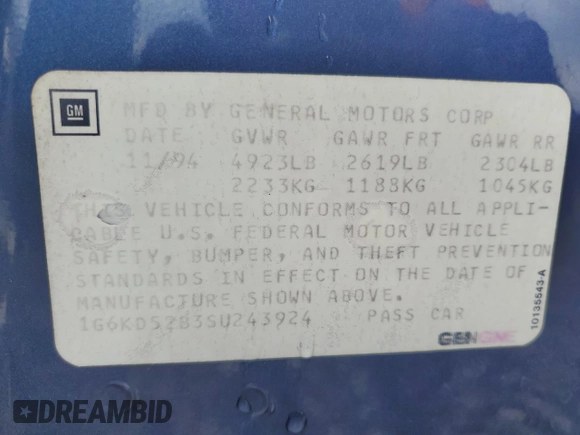 GM
MFD BY GENERAL MOTORS CORP
DATE GVWR GAWR FRT GAWR RR
11/94 4923LB 2619LB 2304LB
2233KG 1188KG 1045KG
THIS VEHICLE CONFORMS TO ALL APPLI-
CABLE U.S. FEDERAL MOTOR VEHICLE
SAFETY, BUMPER, AND THEFT PREVENTION
STANDARDS IN EFFECT ON THE DATE OF
MANUFACTURE SHOWN ABOVE.
1G6KD5283SU243924 PASS CAR
GENUINE
10135543-A
DREAMBID